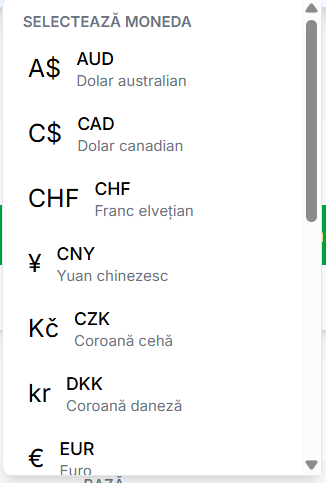 SELECTEAZĂ MONEDA
A$ AUD
Dolar australian
C$ CAD
Dolar canadian
CHF CHF
Franc elvețian
¥ CNY
Yuan chinezesc
Kč CZK
Coroană cehă
kr DKK
Coroană daneză
€ EUR
Euro
BAZĂ